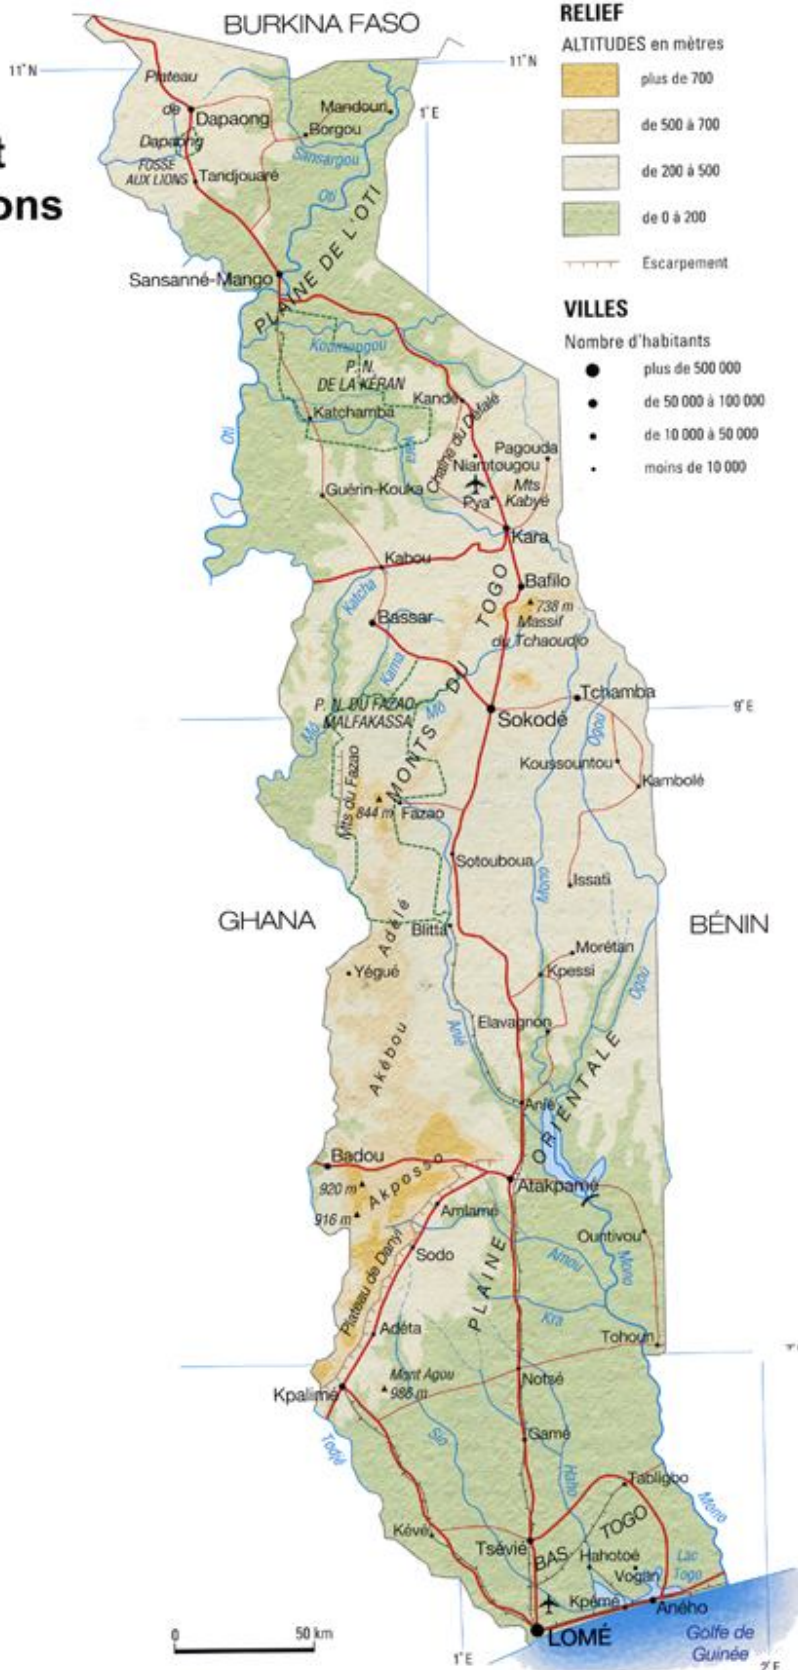 t
ons
BURKINA FASO
11° N
11° N
1° E
RELIEF
ALTITUDES en mètres
plus de 700
de 500 à 700
de 200 à 500
de 0 à 200
Escarpement
VILLES
Nombre d'habitants
plus de 500 000
de 50 000 à 100 000
de 10 000 à 50 000
moins de 10 000
Plateau
de
Dapaong
Dapaong
Mandouri
Borgou
Sansargou
FOSSE
AUX LIONS
Tandjouaré
Oti
PLAINE DE L'OTI
Sansanné-Mango
Koumongou
P. N.
DE LA KÉRAN
Kandé
Katchamba
Oti
Kara
Chaîne du Défalé
Pagouda
Niamtougou
Mts
Kabyé
Pya
Guérin-Kouka
Kara
Kabou
Bafilo
Katcha
738 m
Massif
du Tchaoudjo
Bassar
Kama
MONTS DU TOGO
Tchamba
P. N. DU FAZAO-
MALFAKASSA
Mô
Mô
Sokodé
9° E
Ogou
Koussountou
Kambolé
Mts du Fazao
844 m
Fazao
Sotouboua
Mono
Issati
GHANA
BÉNIN
Adélé
Blitta
Morétan
Yégué
Kpessi
Ogou
Elavagnon
Anié
Akébou
Anié
PLAINE ORIENTALE
Badou
920 m
Akposso
Atakpamé
916 m
Amlamé
Ountivou
Plateau de Danyi
Sodo
Amou
Mono
Kra
Adéta
Tohoun
Mont Agou
986 m
Notsé
Kpalimé
Todjé
Sio
Gamé
Haho
Tabligbo
Mono
Kévé
Tsévié
BAS TOGO
Hahotoé
Vogan
Lac
Togo
Kpémé
Aného
LOMÉ
Golfe de
Guinée
0
50 km
1° E
2° E